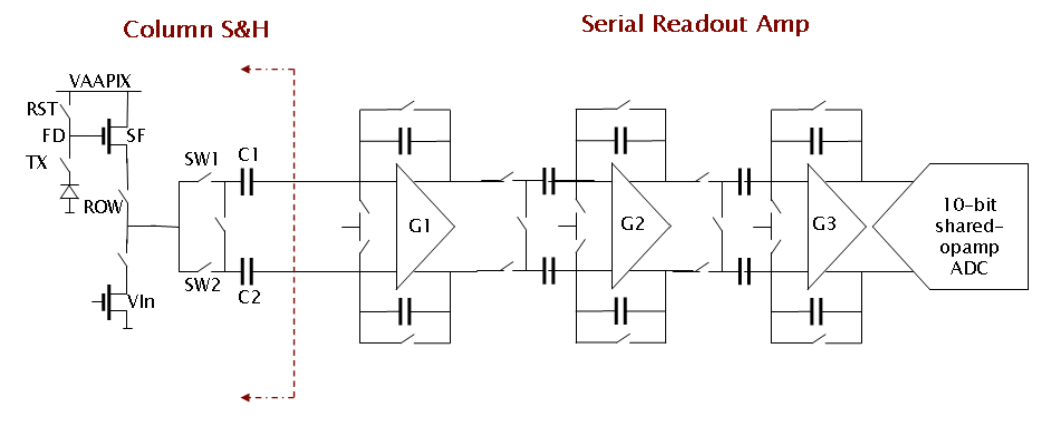 Column S&H
Serial Readout Amp
VAAPIX
RST
FD
SF
TX
SW1
C1
ROW
G1
G2
G3
10-bit
shared-
opamp
ADC
SW2
C2
Vln